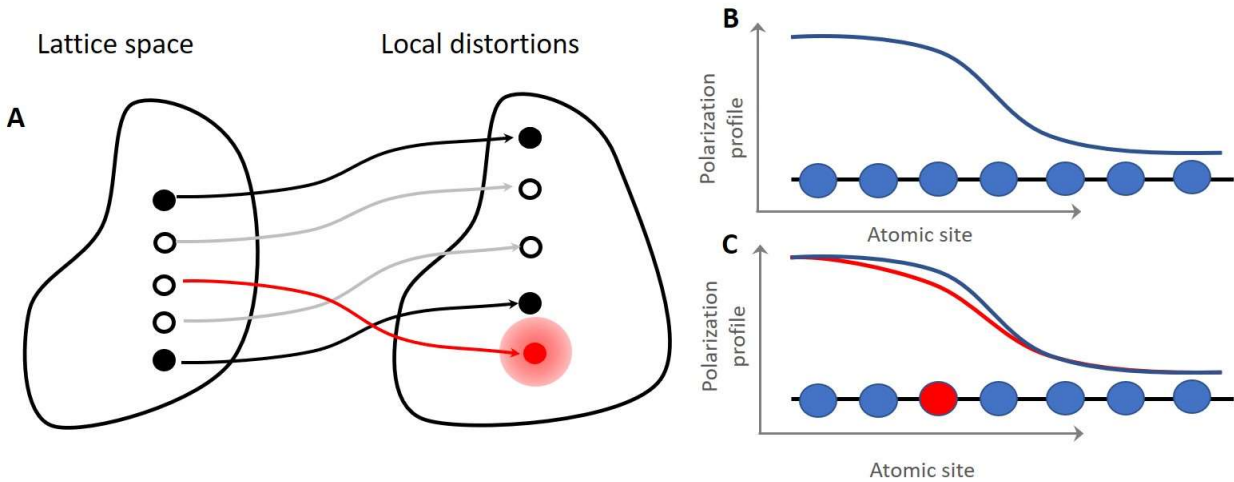 Lattice space
Local distortions
A
B
Polarization
profile
Atomic site
C
Polarization
profile
Atomic site